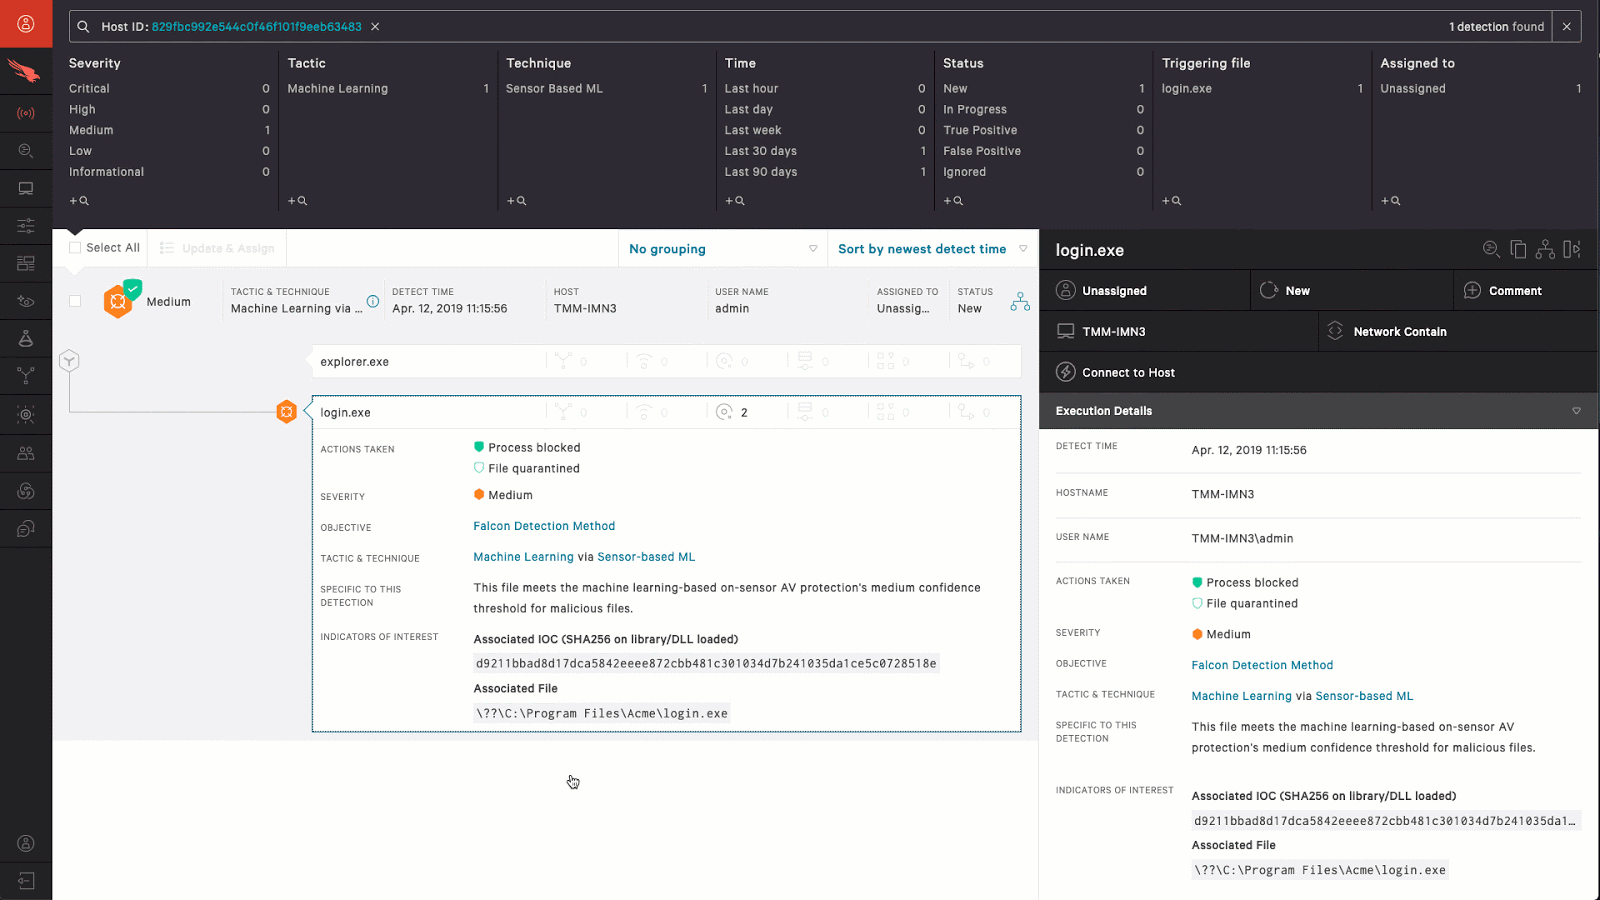 Host ID: 829fbc992e544c0f46f101f9eeb63483
1 detection found
Severity
Critical 0
High 0
Medium 1
Low 0
Informational 0
Tactic
Machine Learning 1
Technique
Sensor Based ML 1
Time
Last hour 0
Last day 0
Last week 0
Last 30 days 1
Last 90 days 1
Status
New 1
In Progress 0
True Positive 0
False Positive 0
Ignored 0
Triggering file
login.exe 1
Assigned to
Unassigned 1
Select All
Update & Assign
No grouping
Sort by newest detect time
Medium
TACTIC & TECHNIQUE
Machine Learning via ...
DETECT TIME
Apr. 12, 2019 11:15:56
HOST
TMM-IMN3
USER NAME
admin
ASSIGNED TO
Unassig...
STATUS
New
explorer.exe 0 0 0 0 0 0
login.exe 0 0 2 0 0 0
ACTIONS TAKEN
Process blocked
File quarantined
SEVERITY
Medium
OBJECTIVE
Falcon Detection Method
TACTIC & TECHNIQUE
Machine Learning via Sensor-based ML
SPECIFIC TO THIS
DETECTION
This file meets the machine learning-based on-sensor AV protection's medium confidence
threshold for malicious files.
INDICATORS OF INTEREST
Associated IOC (SHA256 on library/DLL loaded)
d9211bbad8d17dca5842eeee872cbb481c301034d7b241035da1ce5c0728518e
Associated File
\??\C:\Program Files\Acme\login.exe
login.exe
Unassigned
New
Comment
TMM-IMN3
Network Contain
Connect to Host
Execution Details
DETECT TIME
Apr. 12, 2019 11:15:56
HOSTNAME
TMM-IMN3
USER NAME
TMM-IMN3\admin
ACTIONS TAKEN
Process blocked
File quarantined
SEVERITY
Medium
OBJECTIVE
Falcon Detection Method
TACTIC & TECHNIQUE
Machine Learning via Sensor-based ML
SPECIFIC TO THIS
DETECTION
This file meets the machine learning-based on-sensor AV
protection's medium confidence threshold for malicious files.
INDICATORS OF INTEREST
Associated IOC (SHA256 on library/DLL loaded)
d9211bbad8d17dca5842eeee872cbb481c301034d7b241035da1...
Associated File
\??\C:\Program Files\Acme\login.exe